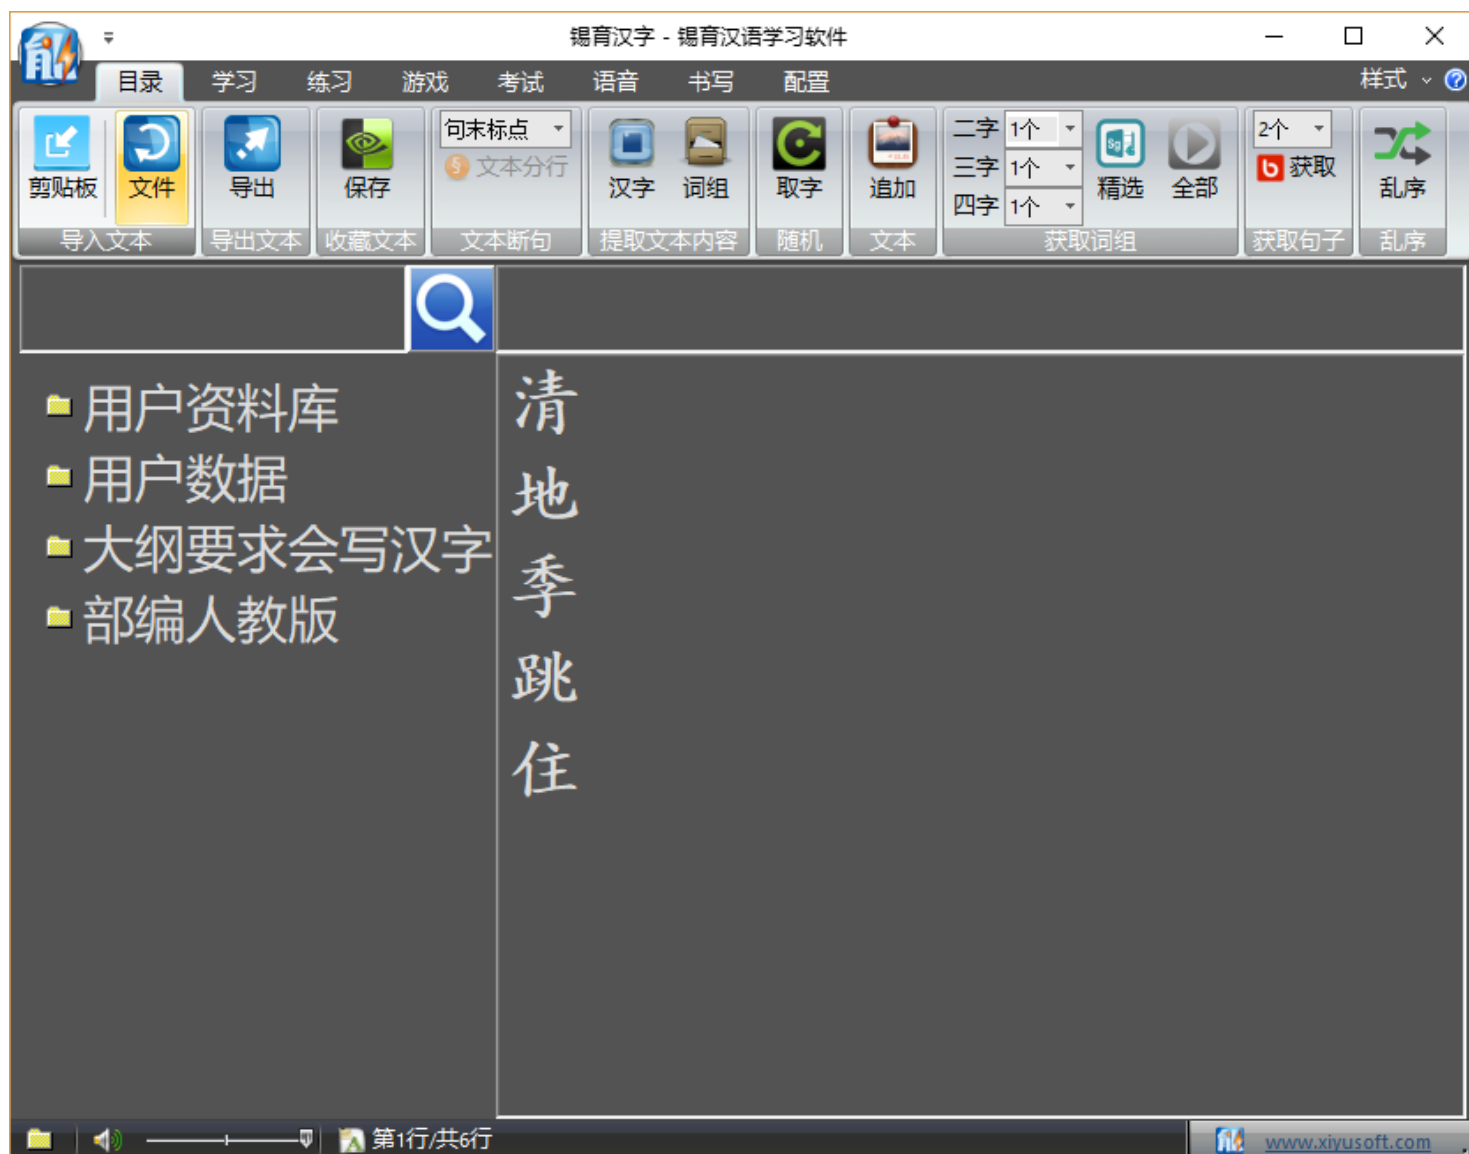 锡育汉字 - 锡育汉语学习软件
目录 学习 练习 游戏 考试 语音 书写 配置 样式
句末标点 二字 1个 2个
文本分行 三字 1个 获取
剪贴板 文件 导出 保存 汉字 词组 取字 追加 四字 1个 精选 全部 乱序
导入文本 导出文本 收藏文本 文本断句 提取文本内容 随机 文本 获取词组 获取句子 乱序
用户资料库
用户数据
大纲要求会写汉字
部编人教版
清
地
季
跳
住
第1行/共6行 www.xiyusoft.com